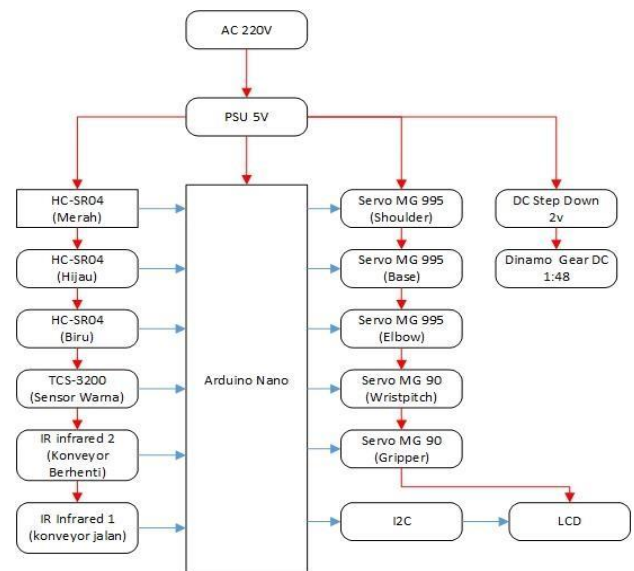 AC 220V
PSU 5V
HC-SR04
(Merah)
HC-SR04
(Hijau)
HC-SR04
(Biru)
TCS-3200
(Sensor Warna)
IR infrared 2
(Konveyor
Berhenti)
IR Infrared 1
(konveyor jalan)
Arduino Nano
Servo MG 995
(Shoulder)
Servo MG 995
(Base)
Servo MG 995
(Elbow)
Servo MG 90
(Wristpitch)
Servo MG 90
(Gripper)
I2C
LCD
DC Step Down
2v
Dinamo Gear DC
1:48